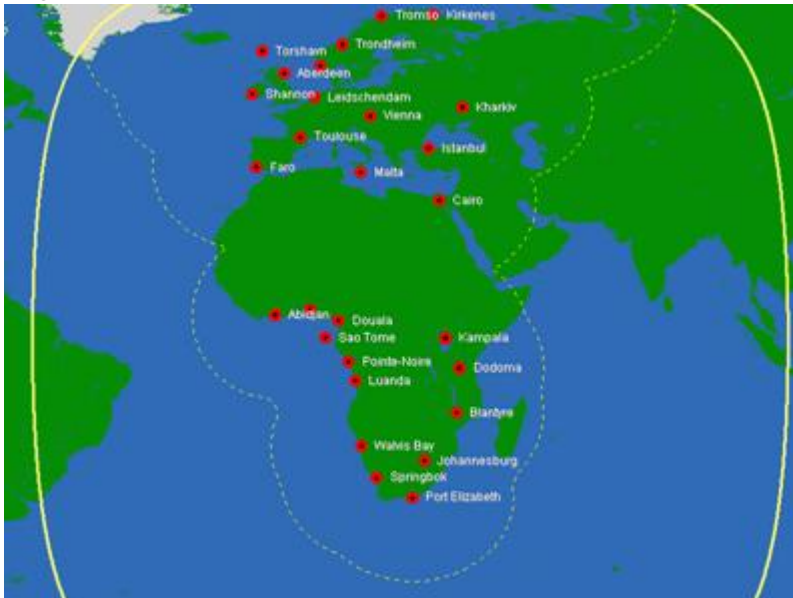 Tromso Kirkenes
Trondheim
Torshavn
Aberdeen
Shannon
Leidschendam
Kharkiv
Vienna
Toulouse
Istanbul
Faro
Malta
Cairo
Abidjan
Douala
Sao Tome
Kampala
Pointe-Noire
Dodoma
Luanda
Blantyre
Walvis Bay
Johannesburg
Springbok
Port Elizabeth